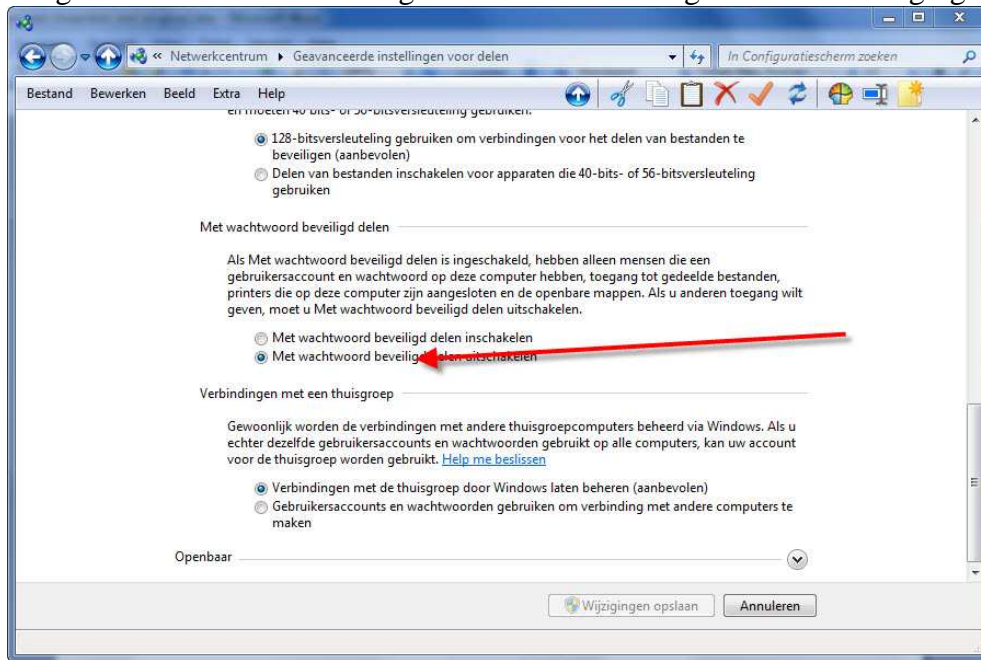 « Netwerkcentrum ▸ Geavanceerde instellingen voor delen
In Configuratiescherm zoeken
Bestand Bewerken Beeld Extra Help
128-bitsversleuteling gebruiken om verbindingen voor het delen van bestanden te
beveiligen (aanbevolen)
Delen van bestanden inschakelen voor apparaten die 40-bits- of 56-bitsversleuteling
gebruiken
Met wachtwoord beveiligd delen
Als Met wachtwoord beveiligd delen is ingeschakeld, hebben alleen mensen die een
gebruikersaccount en wachtwoord op deze computer hebben, toegang tot gedeelde bestanden,
printers die op deze computer zijn aangesloten en de openbare mappen. Als u anderen toegang wilt
geven, moet u Met wachtwoord beveiligd delen uitschakelen.
Met wachtwoord beveiligd delen inschakelen
Met wachtwoord beveiligd delen uitschakelen
Verbindingen met een thuisgroep
Gewoonlijk worden de verbindingen met andere thuisgroepcomputers beheerd via Windows. Als u
echter dezelfde gebruikersaccounts en wachtwoorden gebruikt op alle computers, kan uw account
voor de thuisgroep worden gebruikt. Help me beslissen
Verbindingen met de thuisgroep door Windows laten beheren (aanbevolen)
Gebruikersaccounts en wachtwoorden gebruiken om verbinding met andere computers te
maken
Openbaar
Wijzigingen opslaan Annuleren